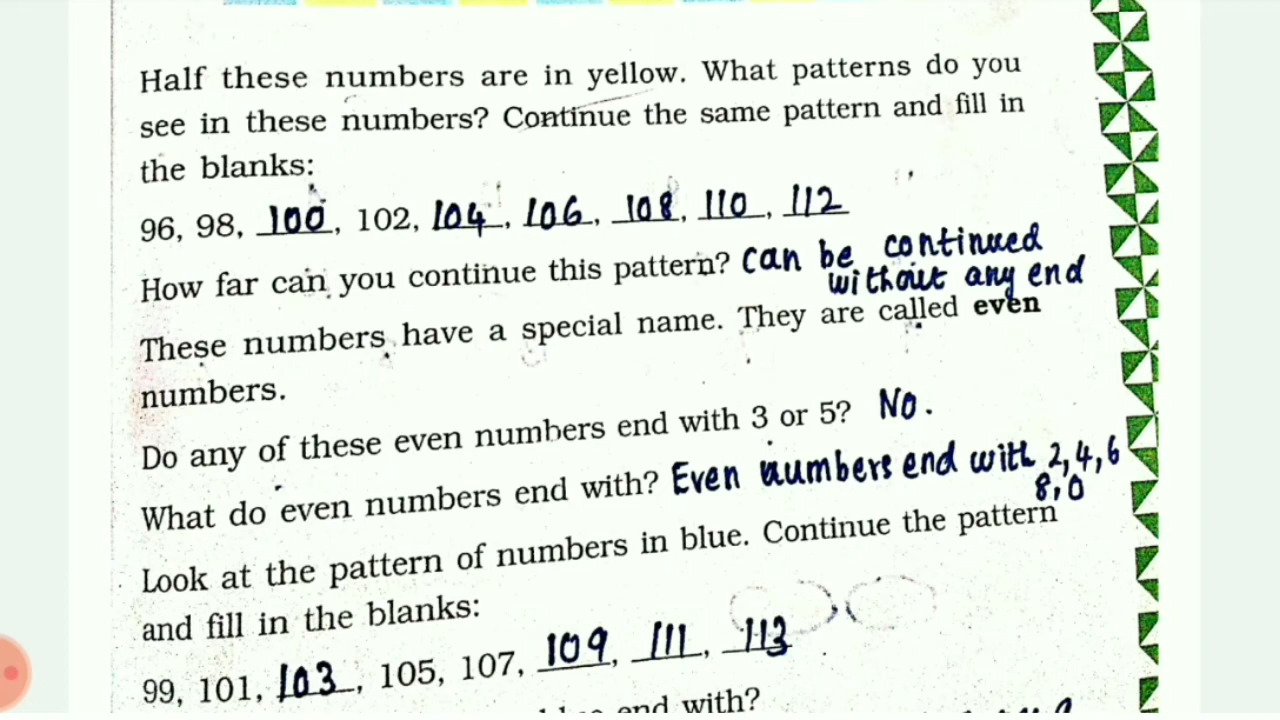 Half these numbers are in yellow. What patterns do you
see in these numbers? Continue the same pattern and fill in
the blanks:
96, 98, 100, 102, 104, 106, 108, 110, 112
How far can you continue this pattern? can be continued
without any end
These numbers have a special name. They are called even
numbers.
Do any of these even numbers end with 3 or 5? No.
What do even numbers end with? Even numbers end with 2,4,6
8,0
Look at the pattern of numbers in blue. Continue the pattern
and fill in the blanks:
99, 101, 103, 105, 107, 109, 111, 113
end with?